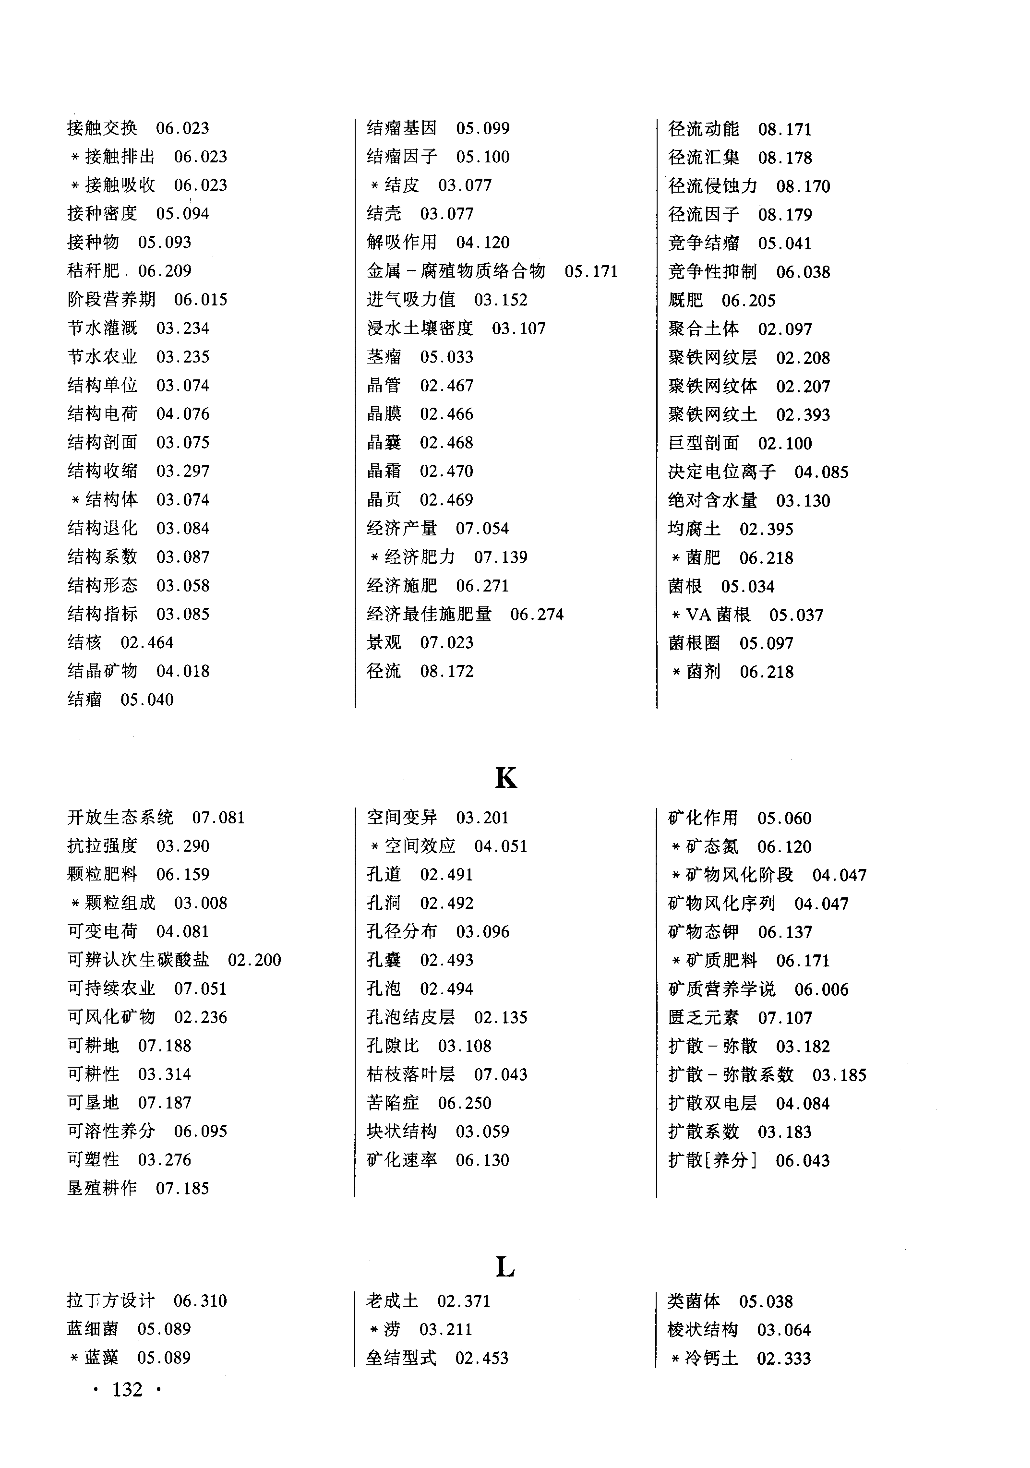 接触交换 06.023
*接触排出 06.023
*接触吸收 06.023
接种密度 05.094
接种物 05.093
秸秆肥 06.209
阶段营养期 06.015
节水灌溉 03.234
节水农业 03.235
结构单位 03.074
结构电荷 04.076
结构剖面 03.075
结构收缩 03.297
*结构体 03.074
结构退化 03.084
结构系数 03.087
结构形态 03.058
结构指标 03.085
结核 02.464
结晶矿物 04.018
结瘤 05.040
结瘤基因 05.099
结瘤因子 05.100
*结皮 03.077
结壳 03.077
解吸作用 04.120
金属–腐殖物质络合物 05.171
进气吸力值 03.152
浸水土壤密度 03.107
茎瘤 05.033
晶管 02.467
晶膜 02.466
晶囊 02.468
晶霜 02.470
晶页 02.469
经济产量 07.054
*经济肥力 07.139
经济施肥 06.271
经济最佳施肥量 06.274
景观 07.023
径流 08.172
径流动能 08.171
径流汇集 08.178
径流侵蚀力 08.170
径流因子 08.179
竞争结瘤 05.041
竞争性抑制 06.038
厩肥 06.205
聚合土体 02.097
聚铁网纹层 02.208
聚铁网纹体 02.207
聚铁网纹土 02.393
巨型剖面 02.100
决定电位离子 04.085
绝对含水量 03.130
均腐土 02.395
*菌肥 06.218
菌根 05.034
*VA菌根 05.037
菌根圈 05.097
*菌剂 06.218
K
开放生态系统 07.081
抗拉强度 03.290
颗粒肥料 06.159
*颗粒组成 03.008
可变电荷 04.081
可辨认次生碳酸盐 02.200
可持续农业 07.051
可风化矿物 02.236
可耕地 07.188
可耕性 03.314
可垦地 07.187
可溶性养分 06.095
可塑性 03.276
垦殖耕作 07.185
空间变异 03.201
*空间效应 04.051
孔道 02.491
孔洞 02.492
孔径分布 03.096
孔囊 02.493
孔泡 02.494
孔泡结皮层 02.135
孔隙比 03.108
枯枝落叶层 07.043
苦陷症 06.250
块状结构 03.059
矿化速率 06.130
矿化作用 05.060
*矿态氮 06.120
*矿物风化阶段 04.047
矿物风化序列 04.047
矿物态钾 06.137
*矿质肥料 06.171
矿质营养学说 06.006
匮乏元素 07.107
扩散–弥散 03.182
扩散–弥散系数 03.185
扩散双电层 04.084
扩散系数 03.183
扩散[养分] 06.043
L
拉丁方设计 06.310
蓝细菌 05.089
*蓝藻 05.089
老成土 02.371
*涝 03.211
垒结型式 02.453
类菌体 05.038
棱状结构 03.064
*冷钙土 02.333
· 132 ·